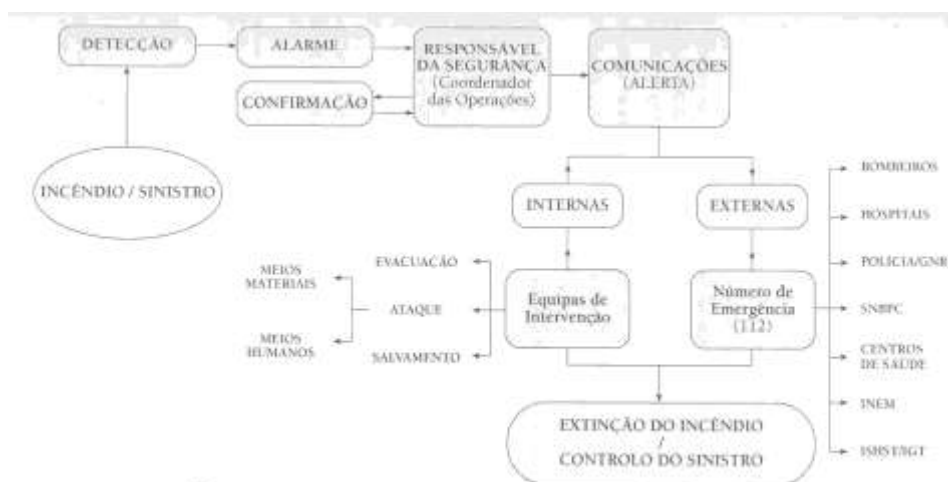 DETECÇÃO
ALARME
RESPONSÁVEL
DA SEGURANÇA
(Coordenador
das Operações)
COMUNICAÇÕES
(ALERTA)
CONFIRMAÇÃO
INCÊNDIO / SINISTRO
INTERNAS
EXTERNAS
BOMBEIROS
HOSPITAIS
POLÍCIA/GNR
SNBPC
CENTROS
DE SAÚDE
INEM
ISHST/IGT
MEIOS
MATERIAIS
MEIOS
HUMANOS
EVACUAÇÃO
ATAQUE
SALVAMENTO
Equipas de
Intervenção
Número de
Emergência
(112)
EXTINÇÃO DO INCÊNDIO
/
CONTROLO DO SINISTRO